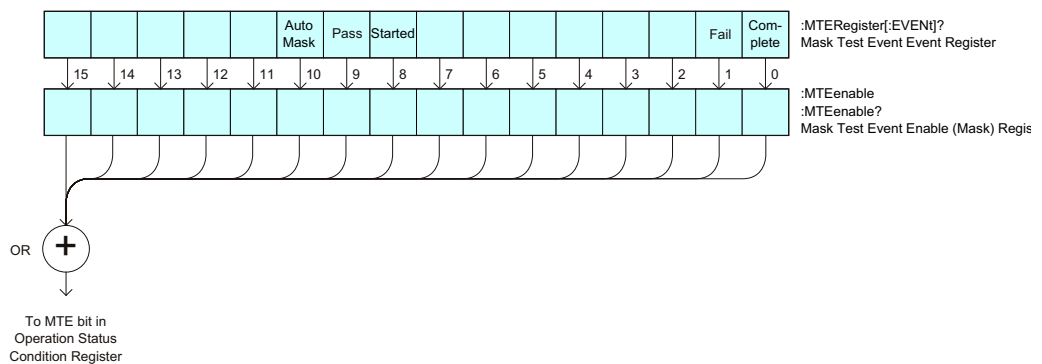 Auto Mask
Pass
Started
Fail
Com-
plete
:MTERegister[:EVENt]?
Mask Test Event Event Register
15 14 13 12 11 10 9 8 7 6 5 4 3 2 1 0
:MTEenable
:MTEenable?
Mask Test Event Enable (Mask) Regis
OR
+
To MTE bit in
Operation Status
Condition Register